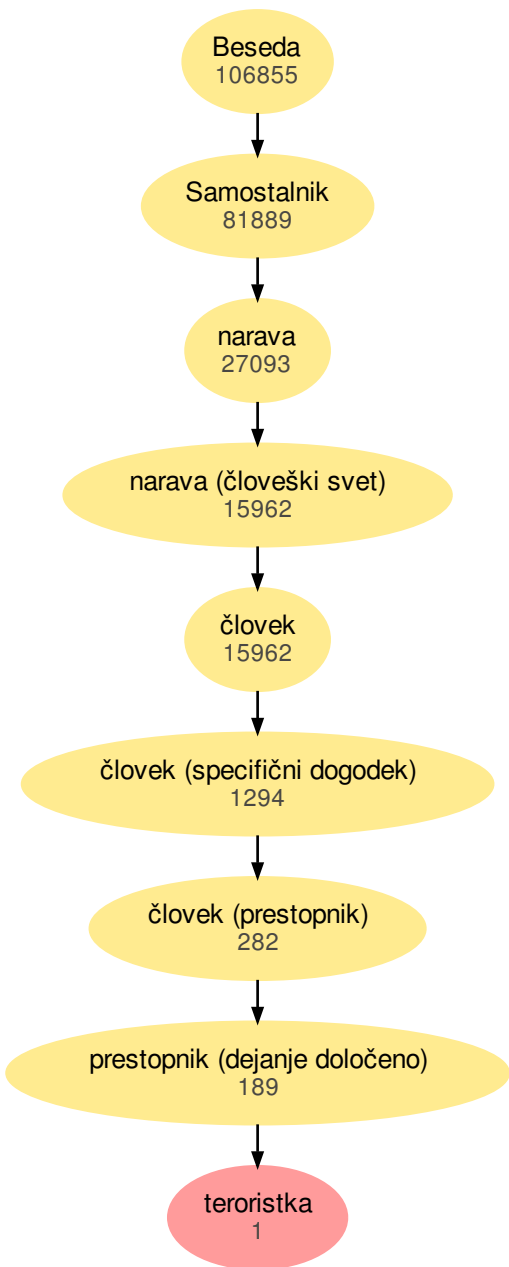 Beseda
106855
Samostalnik
81889
narava
27093
narava (človeški svet)
15962
človek
15962
človek (specifični dogodek)
1294
človek (prestopnik)
282
prestopnik (dejanje določeno)
189
teroristka
1